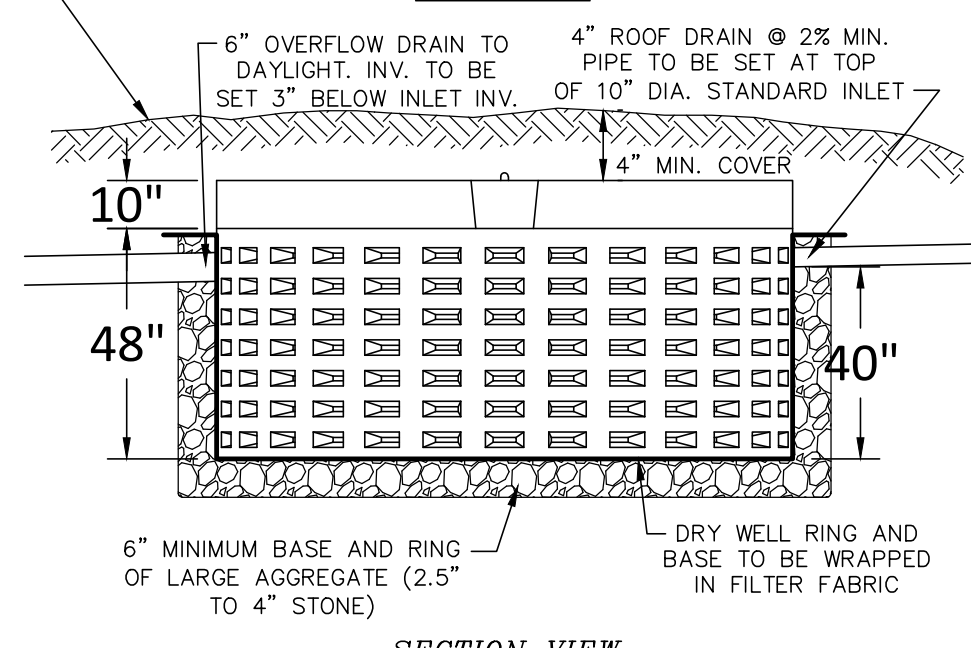 6” OVERFLOW DRAIN TO
DAYLIGHT. INV. TO BE
SET 3” BELOW INLET INV.
4” ROOF DRAIN @ 2% MIN.
PIPE TO BE SET AT TOP
OF 10” DIA. STANDARD INLET
4” MIN. COVER
10"
48"
40"
6” MINIMUM BASE AND RING
OF LARGE AGGREGATE (2.5”
TO 4” STONE)
DRY WELL RING AND
BASE TO BE WRAPPED
IN FILTER FABRIC
SECTION VIEW